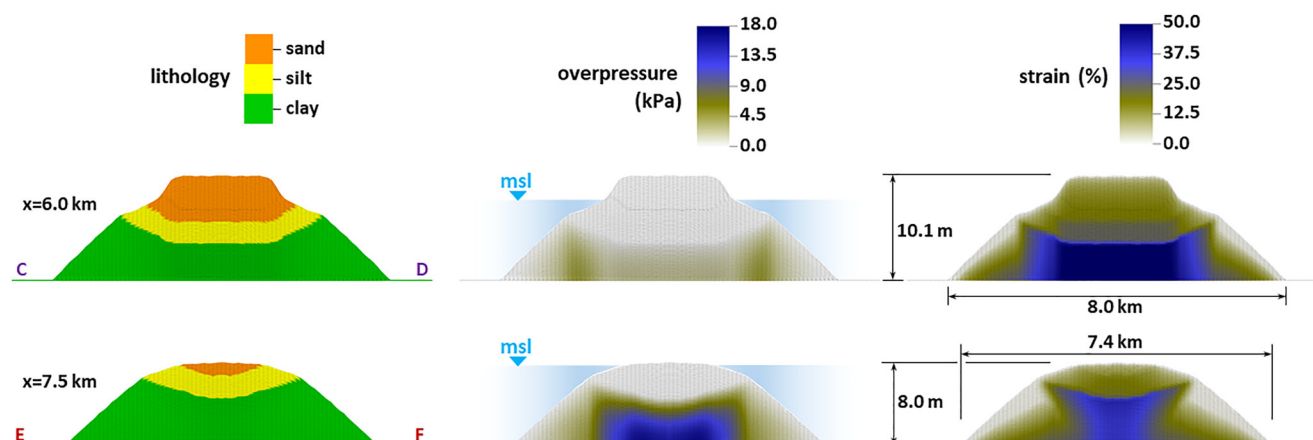 lithology
sand
silt
clay
overpressure
(kPa)
18.0
13.5
9.0
4.5
0.0
strain (%)
50.0
37.5
25.0
12.5
0.0
x=6.0 km
C
D
msl
10.1 m
8.0 km
x=7.5 km
E
F
msl
7.4 km
8.0 m